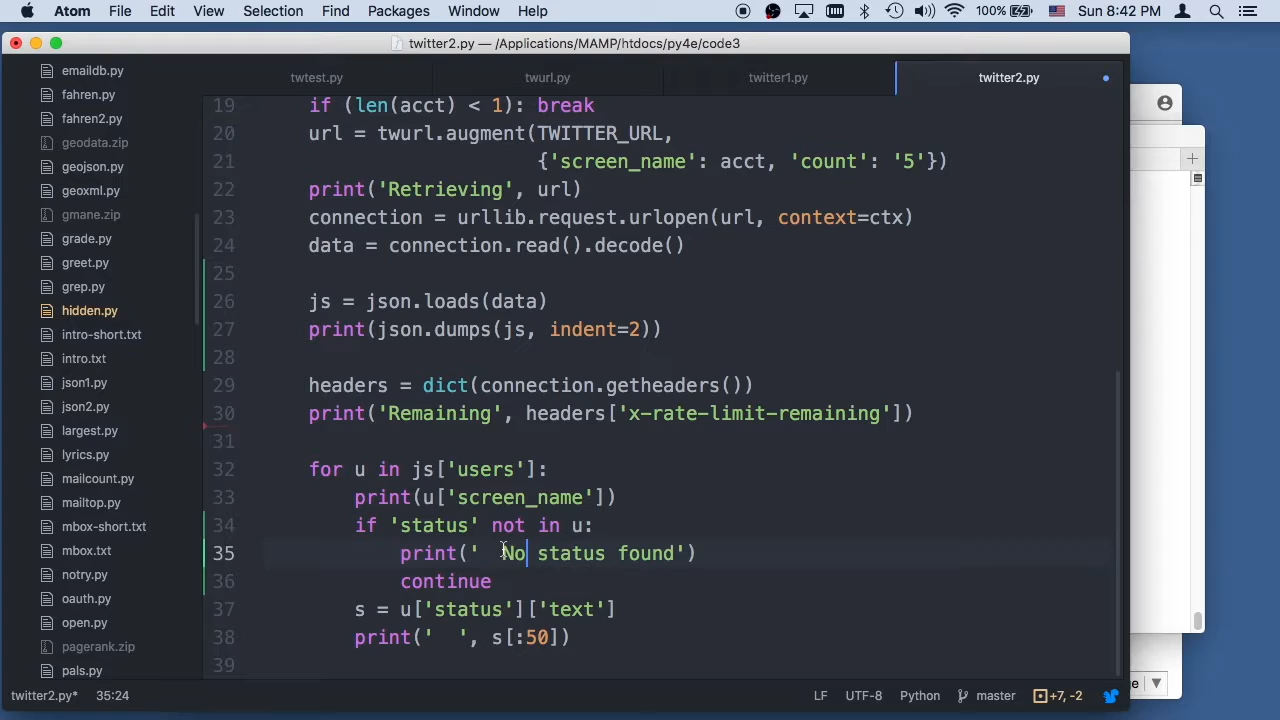 Atom File Edit View Selection Find Packages Window Help 100% Sun 8:42 PM
twitter2.py — /Applications/MAMP/htdocs/py4e/code3
emaildb.py
fahren.py
fahren2.py
geodata.zip
geojson.py
geoxml.py
gmane.zip
grade.py
greet.py
grep.py
hidden.py
intro-short.txt
intro.txt
json1.py
json2.py
largest.py
lyrics.py
mailcount.py
mailtop.py
mbox-short.txt
mbox.txt
notry.py
oauth.py
open.py
pagerank.zip
pals.py
twtest.py twurl.py twitter1.py twitter2.py
19 if (len(acct) < 1): break
20 url = twurl.augment(TWITTER_URL,
21 {'screen_name': acct, 'count': '5'})
22 print('Retrieving', url)
23 connection = urllib.request.urlopen(url, context=ctx)
24 data = connection.read().decode()
25
26 js = json.loads(data)
27 print(json.dumps(js, indent=2))
28
29 headers = dict(connection.getheaders())
30 print('Remaining', headers['x-rate-limit-remaining'])
31
32 for u in js['users']:
33 print(u['screen_name'])
34 if 'status' not in u:
35 print('  No status found')
36 continue
37 s = u['status']['text']
38 print('  ', s[:50])
39
twitter2.py* 35:24 LF UTF-8 Python master +7, -2